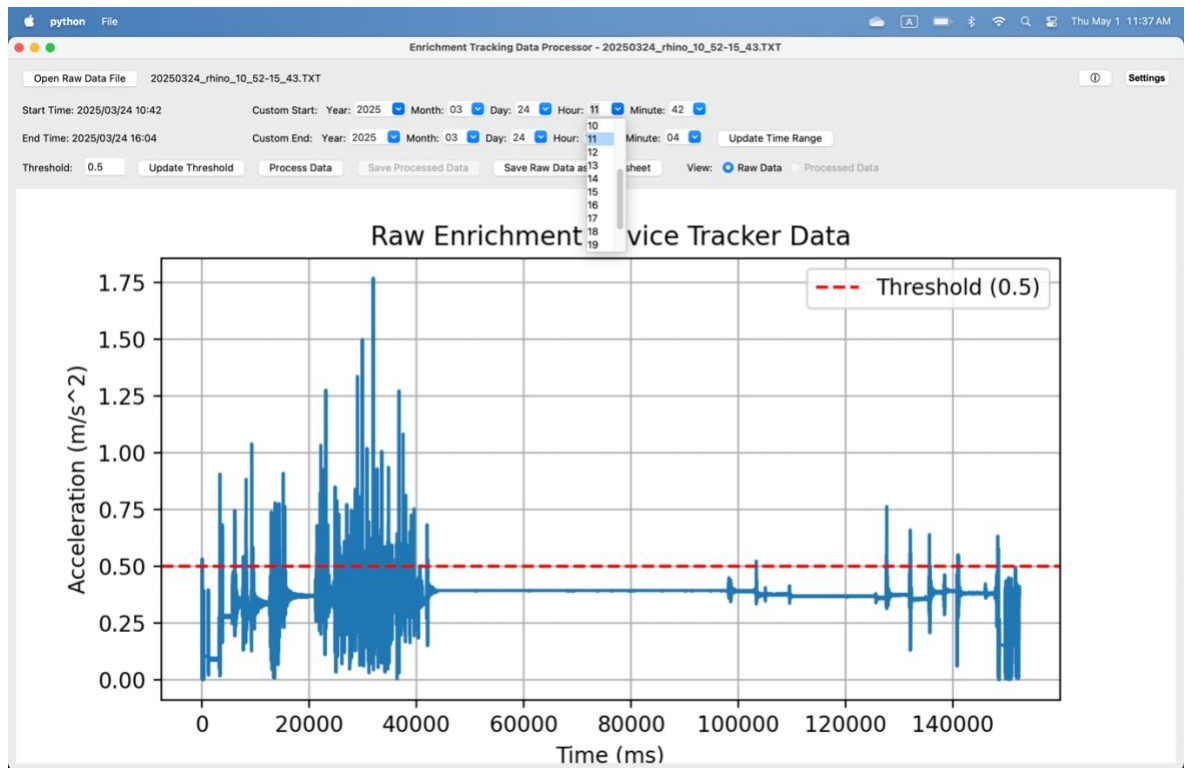 python File A Thu May 1 11:37 AM
Enrichment Tracking Data Processor - 20250324_rhino_10_52-15_43.TXT
Open Raw Data File 20250324_rhino_10_52-15_43.TXT Settings
Start Time: 2025/03/24 10:42 Custom Start: Year: 2025 Month: 03 Day: 24 Hour: 11 Minute: 42
End Time: 2025/03/24 16:04 Custom End: Year: 2025 Month: 03 Day: 24 Hour: Minute: 04 Update Time Range
Threshold: 0.5 Update Threshold Process Data Save Processed Data Save Raw Data as sheet View: Raw Data Processed Data
10
11
12
13
14
15
16
17
18
19
Raw Enrichment vice Tracker Data
Threshold (0.5)
1.75
1.50
1.25
1.00
0.75
0.50
0.25
0.00
Acceleration (m/s^2)
0 20000 40000 60000 80000 100000 120000 140000
Time (ms)